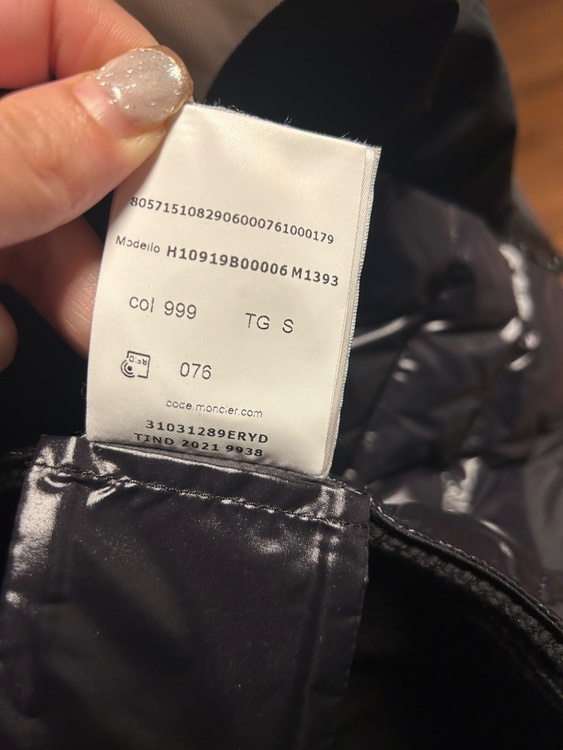 8057151082906000761000179
Modello H10919B00006 M1393
col 999 TG S
076
code.moncler.com
31031289ERYD
TIND 2021 9938